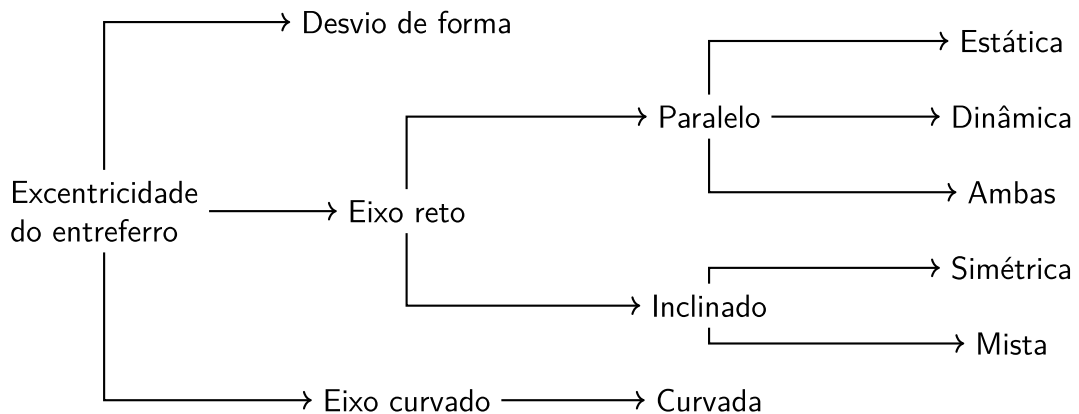 Desvio de forma
Estática
Paralelo
Dinâmica
Excentricidade
do entreferro
Eixo reto
Ambas
Simétrica
Inclinado
Mista
Eixo curvado
Curvada